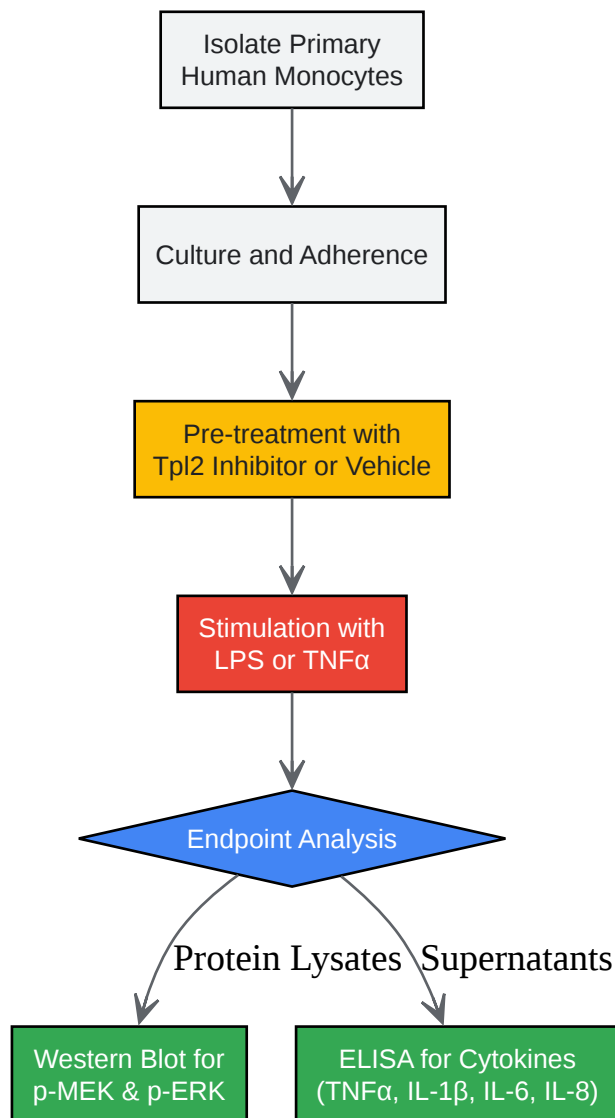 Isolate Primary
Human Monocytes
Culture and Adherence
Pre-treatment with
Tpl2 Inhibitor or Vehicle
Stimulation with
LPS or TNFα
Endpoint Analysis
Protein Lysates
Supernatants
Western Blot for
p-MEK & p-ERK
ELISA for Cytokines
(TNFα, IL-1β, IL-6, IL-8)